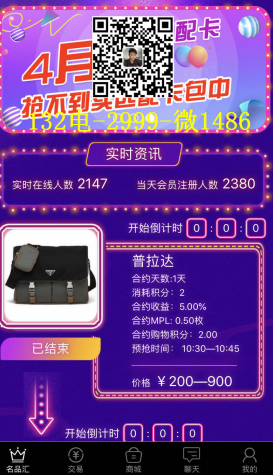 配卡
4月
抢不到买匹配卡包中
132电-2999-微1486
实时资讯
实时在线人数 2147
当天会员注册人数 2380
开始倒计时 0 : 0 : 0
普拉达
合约天数:1天
消耗积分：2
合约收益：5.00%
合约MPL: 0.50枚
合约购物积分：2.00
预抢时间：10:30—10:45
已结束
价格 ￥200—900
开始倒计时 0 : 0 : 0
名品汇
交易
商城
聊天
我的